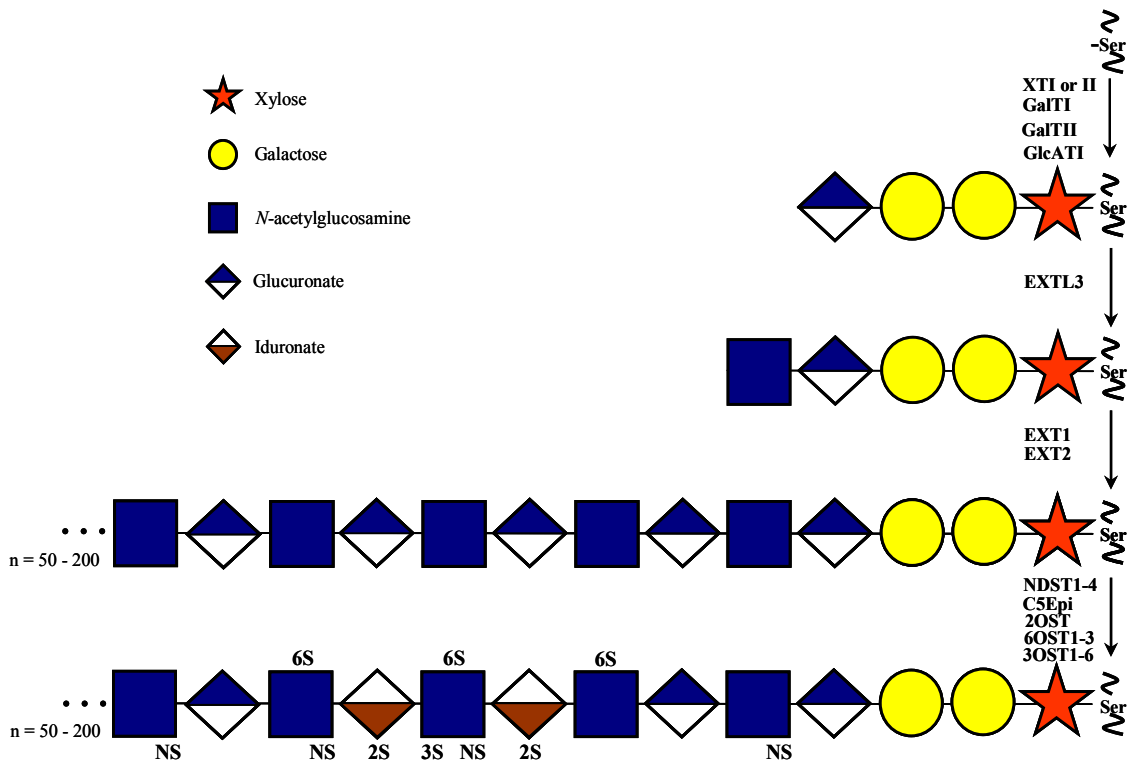 -Ser
XTI or II
GalTI
GalTII
GlcATI
Xylose
Galactose
N-acetylglucosamine
Glucuronate
Iduronate
Ser
EXTL3
Ser
EXT1
EXT2
• • •
n = 50 - 200
Ser
NDST1-4
C5Epi
2OST
6OST1-3
3OST1-6
6S 6S 6S
• • •
n = 50 - 200
Ser
NS NS 2S 3S NS 2S NS